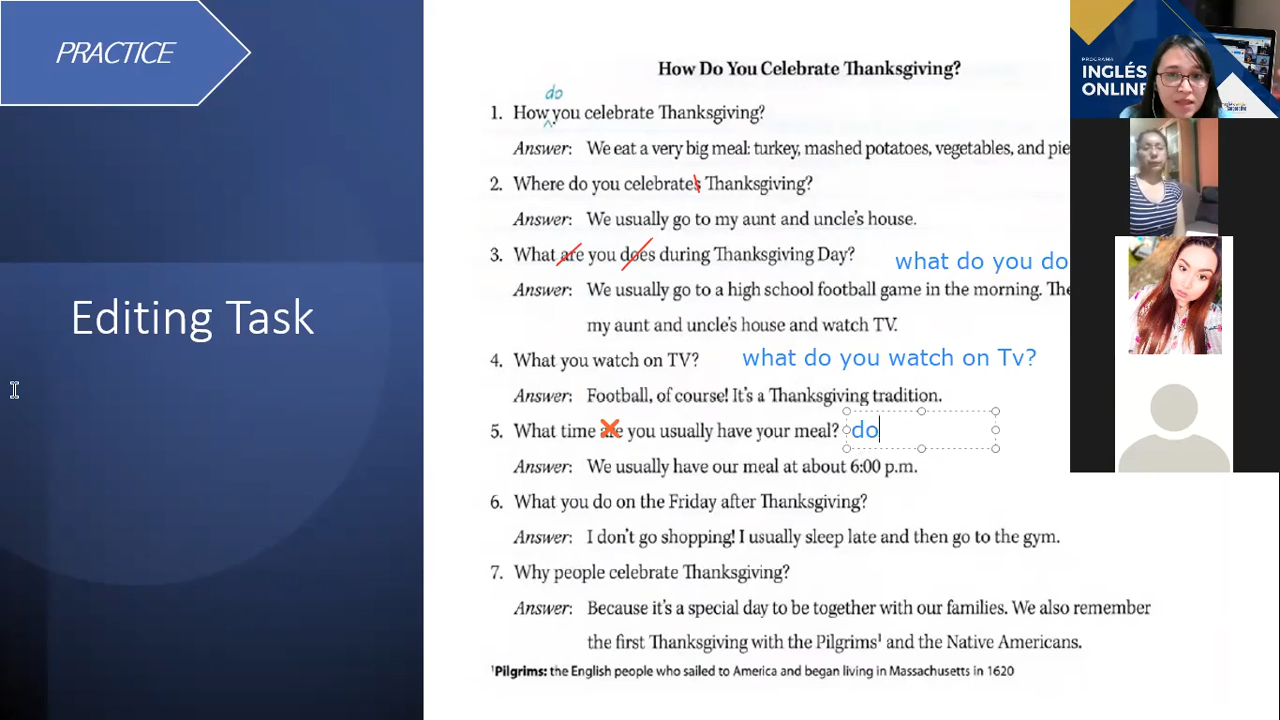 PRACTICE
Editing Task
How Do You Celebrate Thanksgiving?
do
1. How you celebrate Thanksgiving?
Answer: We eat a very big meal: turkey, mashed potatoes, vegetables, and pie
2. Where do you celebrates Thanksgiving?
Answer: We usually go to my aunt and uncle's house.
3. What are you does during Thanksgiving Day?
what do you do
Answer: We usually go to a high school football game in the morning. The
my aunt and uncle's house and watch TV.
4. What you watch on TV? what do you watch on Tv?
Answer: Football, of course! It's a Thanksgiving tradition.
5. What time are you usually have your meal? do
Answer: We usually have our meal at about 6:00 p.m.
6. What you do on the Friday after Thanksgiving?
Answer: I don't go shopping! I usually sleep late and then go to the gym.
7. Why people celebrate Thanksgiving?
Answer: Because it's a special day to be together with our families. We also remember
the first Thanksgiving with the Pilgrims¹ and the Native Americans.
¹Pilgrims: the English people who sailed to America and began living in Massachusetts in 1620
PROGRAMA
INGLÉS
ONLINE